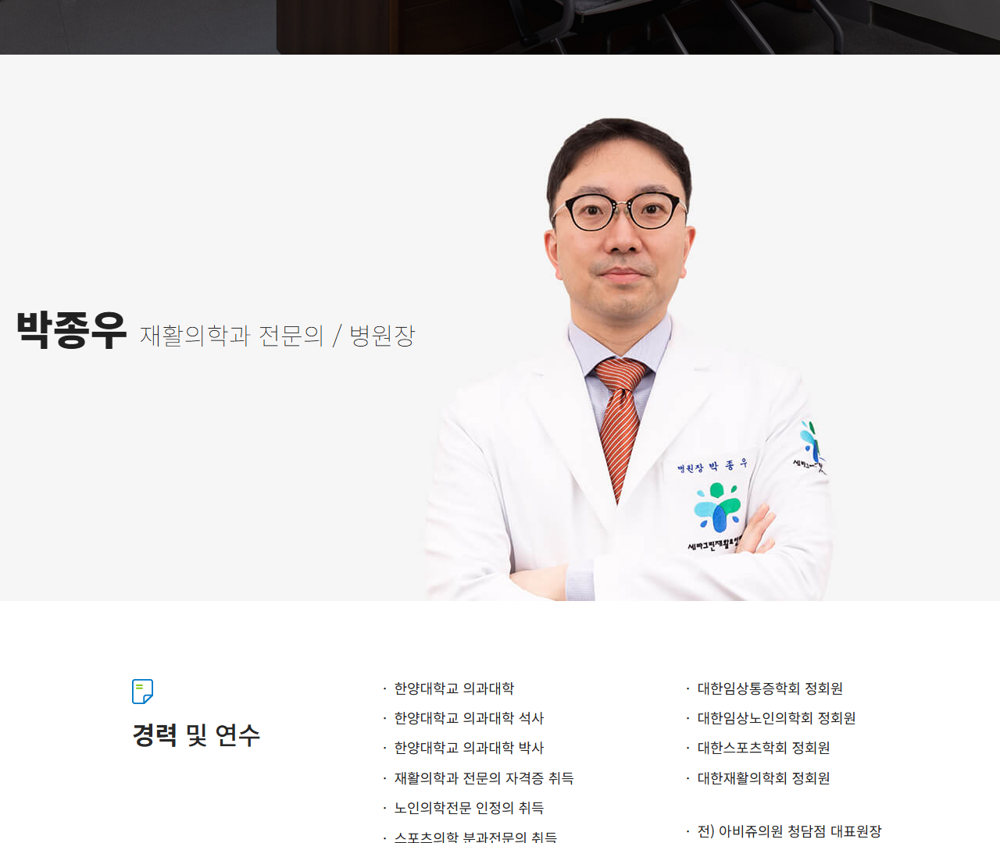 박종우 재활의학과 전문의 / 병원장
병원장 박종우
경력 및 연수
· 한양대학교 의과대학
· 한양대학교 의과대학 석사
· 한양대학교 의과대학 박사
· 재활의학과 전문의 자격증 취득
· 노인의학전문 인정의 취득
· 스포츠의학 분과전문의 취득
· 대한임상통증학회 정회원
· 대한임상노인의학회 정회원
· 대한스포츠학회 정회원
· 대한재활의학회 정회원
· 전) 아비쥬의원 청담점 대표원장